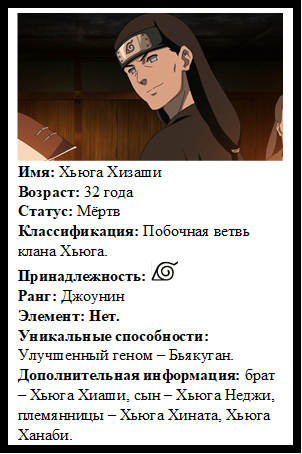 Имя: Хьюга Хизаши
Возраст: 32 года
Статус: Мёртв
Классификация: Побочная ветвь
клана Хьюга.
Принадлежность:
Ранг: Джоунин
Элемент: Нет.
Уникальные способности:
Улучшенный геном – Бьякуган.
Дополнительная информация: брат
– Хьюга Хиаши, сын – Хьюга Неджи,
племянницы – Хьюга Хината, Хьюга
Ханаби.